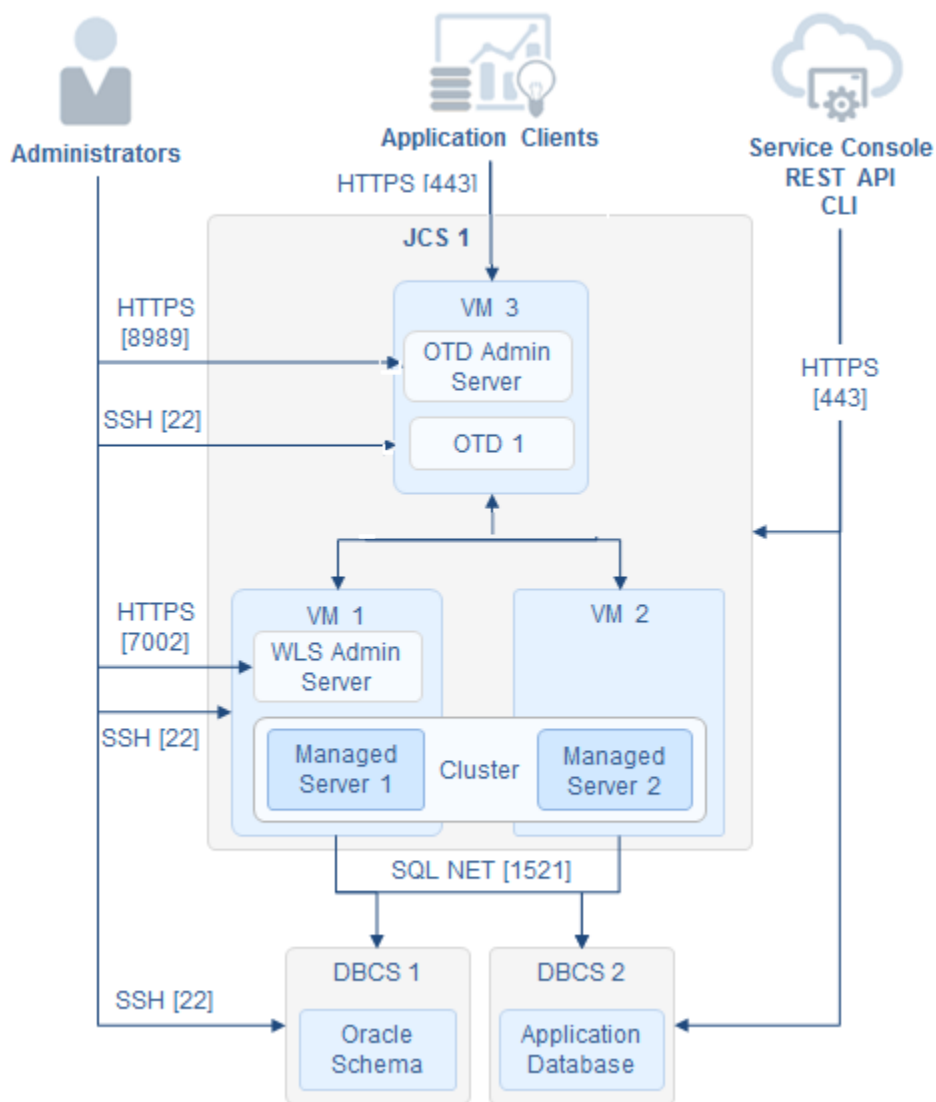 Administrators
Application Clients
Service Console
REST API
CLI
HTTPS [443]
JCS 1
HTTPS
[8989]
VM 3
OTD Admin
Server
HTTPS
[443]
SSH [22]
OTD 1
HTTPS
[7002]
VM 1
VM 2
WLS Admin
Server
SSH [22]
Managed
Server 1
Cluster
Managed
Server 2
SQL NET [1521]
DBCS 1
DBCS 2
SSH [22]
Oracle
Schema
Application
Database